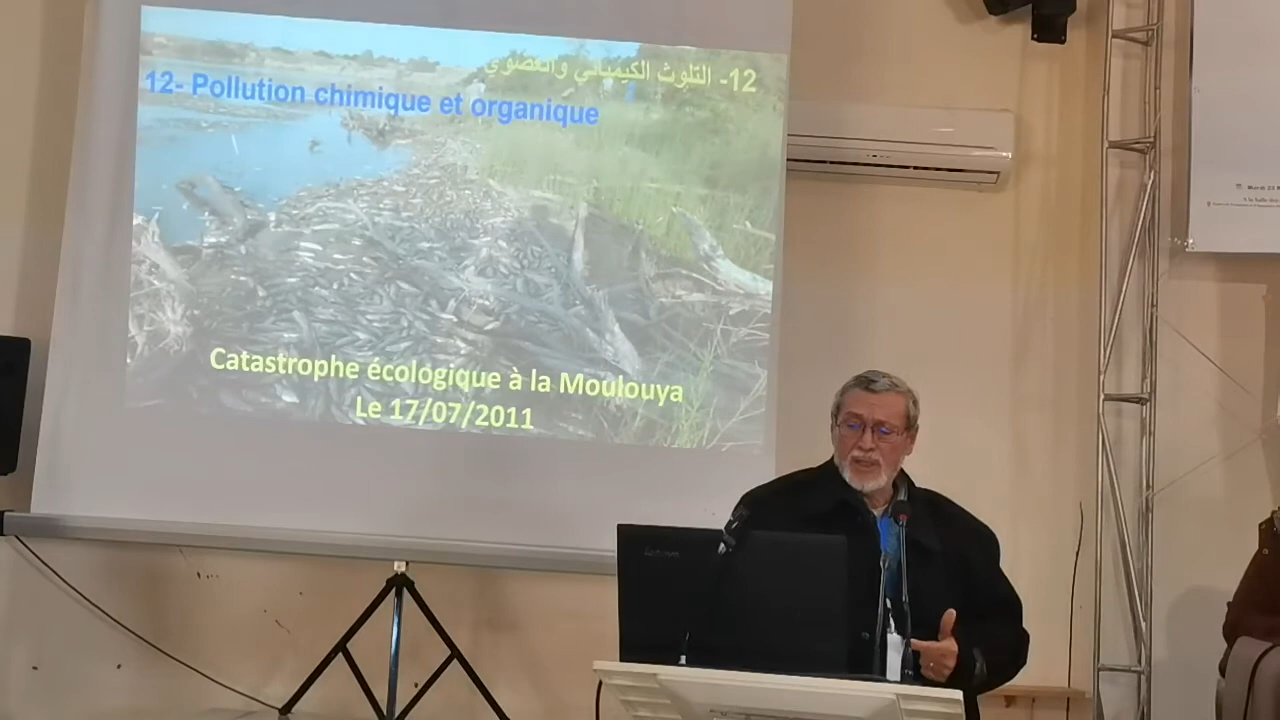 12- التلوث الكيميائي والعضوي
12- Pollution chimique et organique
Catastrophe écologique à la Moulouya
Le 17/07/2011